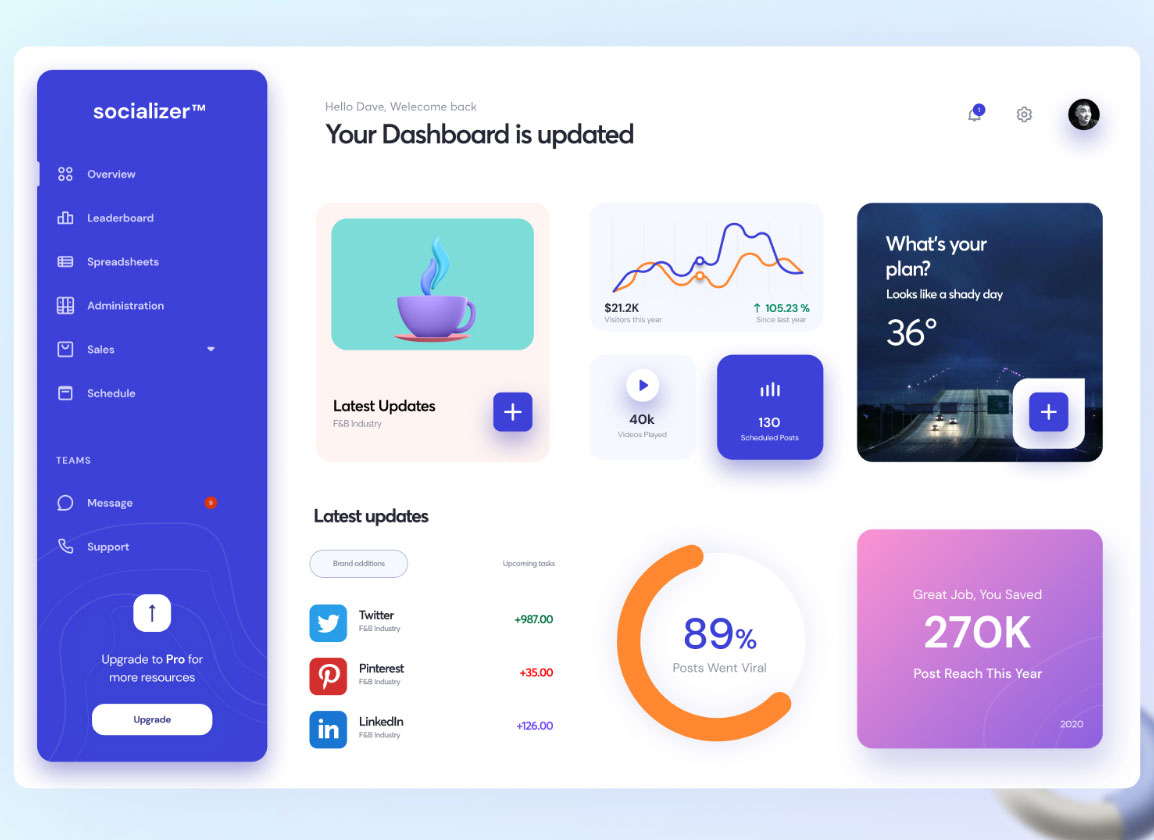 socializer™
Overview
Leaderboard
Spreadsheets
Administration
Sales
Schedule
TEAMS
Message
9
Support
Upgrade to Pro for
more resources
Upgrade
Hello Dave, Welecome back
Your Dashboard is updated
1
Latest Updates
F&B Industry
$21.2K
Visitors this year
↑ 105.23 %
Since last year
40k
Videos Played
130
Scheduled Posts
What's your
plan?
Looks like a shady day
36°
Latest updates
Brand additions
Upcoming tasks
Twitter
F&B Industry
+987.00
Pinterest
F&B Industry
+35.00
in
LinkedIn
F&B Industry
+126.00
89%
Posts Went Viral
Great Job, You Saved
270K
Post Reach This Year
2020